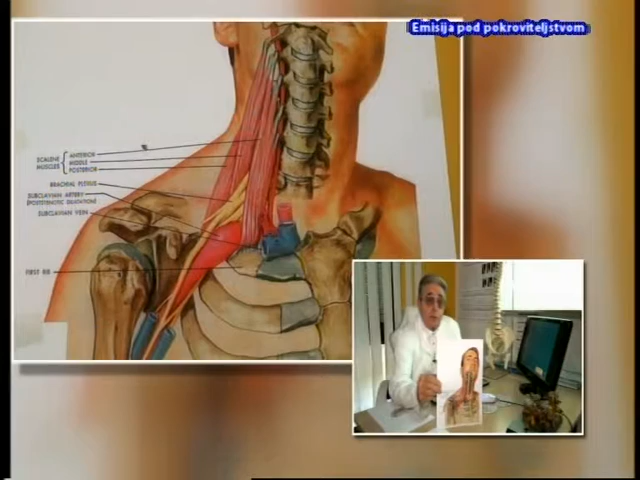 Emisija pod pokroviteljstvom
SCALENE MUSCLES
ANTERIOR
MIDDLE
POSTERIOR
BRACHIAL PLEXUS
SUBCLAVIAN ARTERY
(POSTSTENOTIC DILATATION)
SUBCLAVIAN VEIN
FIRST RIB